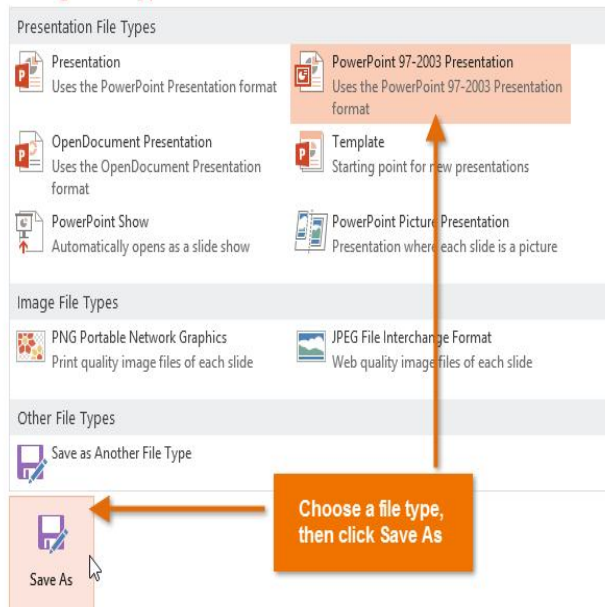 Presentation File Types
Presentation
Uses the PowerPoint Presentation format
PowerPoint 97-2003 Presentation
Uses the PowerPoint 97-2003 Presentation
format
OpenDocument Presentation
Uses the OpenDocument Presentation
format
Template
Starting point for new presentations
PowerPoint Show
Automatically opens as a slide show
PowerPoint Picture Presentation
Presentation where each slide is a picture
Image File Types
PNG Portable Network Graphics
Print quality image files of each slide
JPEG File Interchange Format
Web quality image files of each slide
Other File Types
Save as Another File Type
Choose a file type,
then click Save As
Save As